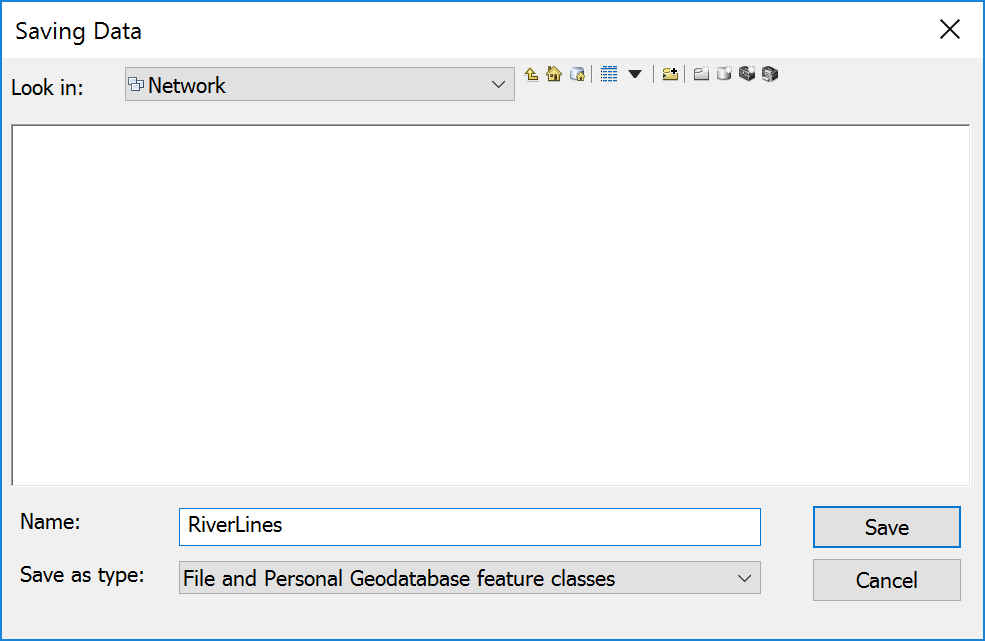 Saving Data
Look in: Network
Name: RiverLines Save
Save as type: File and Personal Geodatabase feature classes Cancel